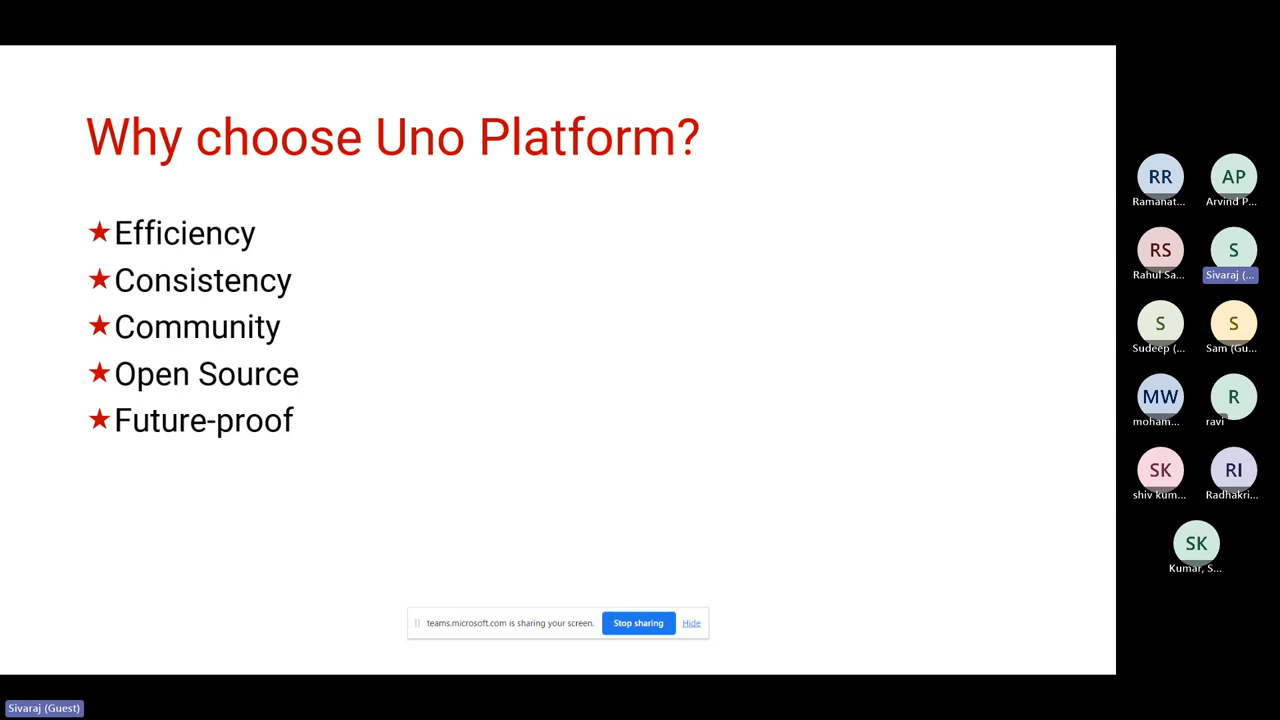 Why choose Uno Platform?
★Efficiency
★Consistency
★Community
★Open Source
★Future-proof
teams.microsoft.com is sharing your screen. Stop sharing Hide
RR AP
Ramanat... Arvind P...
RS S
Rahul Sa... Sivaraj (...
S S
Sudeep (... Sam (Gu...
MW R
moham... ravi
SK RI
shiv kum... Radhakri...
SK
Kumar, S...
Sivaraj (Guest)